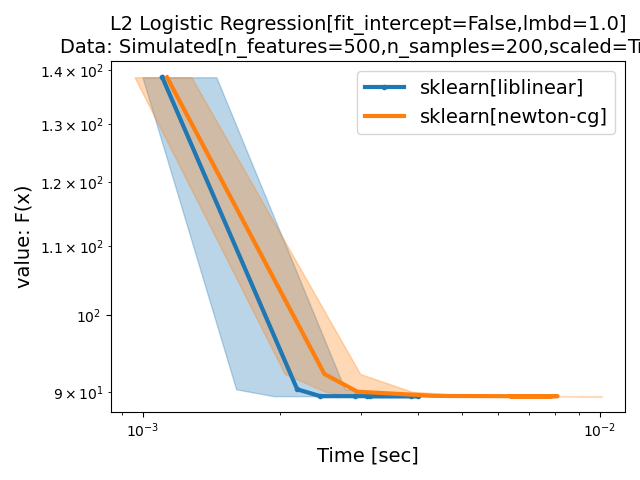 L2 Logistic Regression[fit_intercept=False,lmbd=1.0]
Data: Simulated[n_features=500,n_samples=200,scaled=
sklearn[liblinear]
sklearn[newton-cg]
value: F(x)
1.4 × 10²
1.3 × 10²
1.2 × 10²
1.1 × 10²
10²
9 × 10¹
10⁻³
10⁻²
Time [sec]